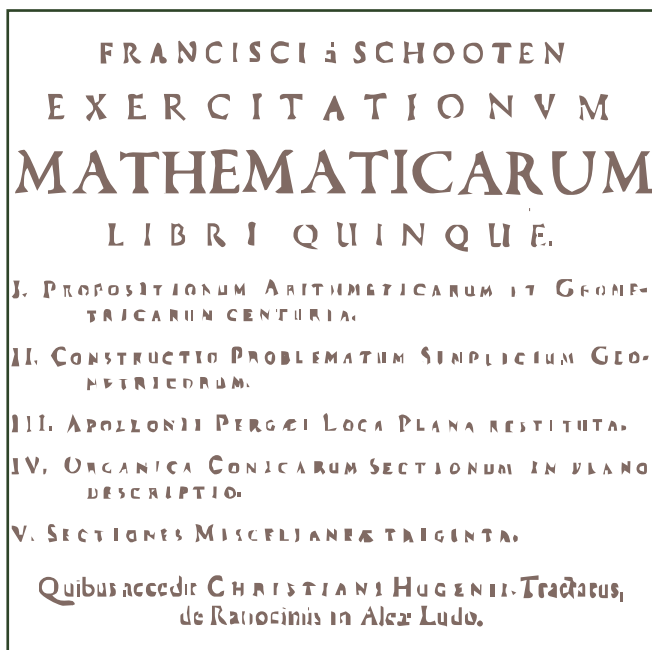 FRANCISCI à SCHOOTEN
EXERCITATIONVM
MATHEMATICARUM
LIBRI QUINQUE.
I. PROPOSITIONUM ARITHMETICARUM ET GEOME-
TRICARUM CENTURIA.
II. CONSTRUCTIO PROBLEMATUM SIMPLICIUM GEO-
METRICORUM.
III. APOLLONII PERGÆI LOCA PLANA RESTITUTA.
IV. ORGANICA CONICARUM SECTIONUM IN PLANO
DESCRIPTIO.
V. SECTIONES MISCELLANEÆ TRIGINTA.
Quibus accedit CHRISTIANI HUGENII. Tractatus,
de Ratiociniis in Aleæ Ludo.